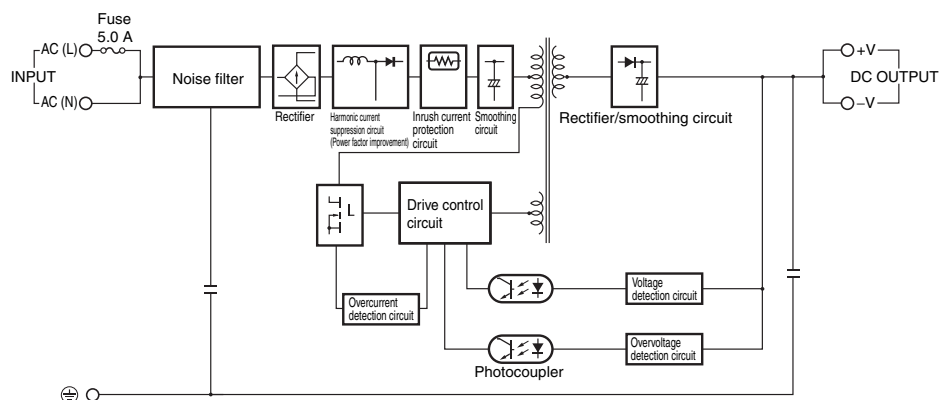 Fuse
5.0 A
AC (L)
INPUT
AC (N)
Noise filter
Rectifier
Harmonic current
suppression circuit
(Power factor improvement)
Inrush current
protection
circuit
Smoothing
circuit
Rectifier/smoothing circuit
+V
DC OUTPUT
–V
Drive control
circuit
Overcurrent
detection circuit
Voltage
detection circuit
Overvoltage
detection circuit
Photocoupler